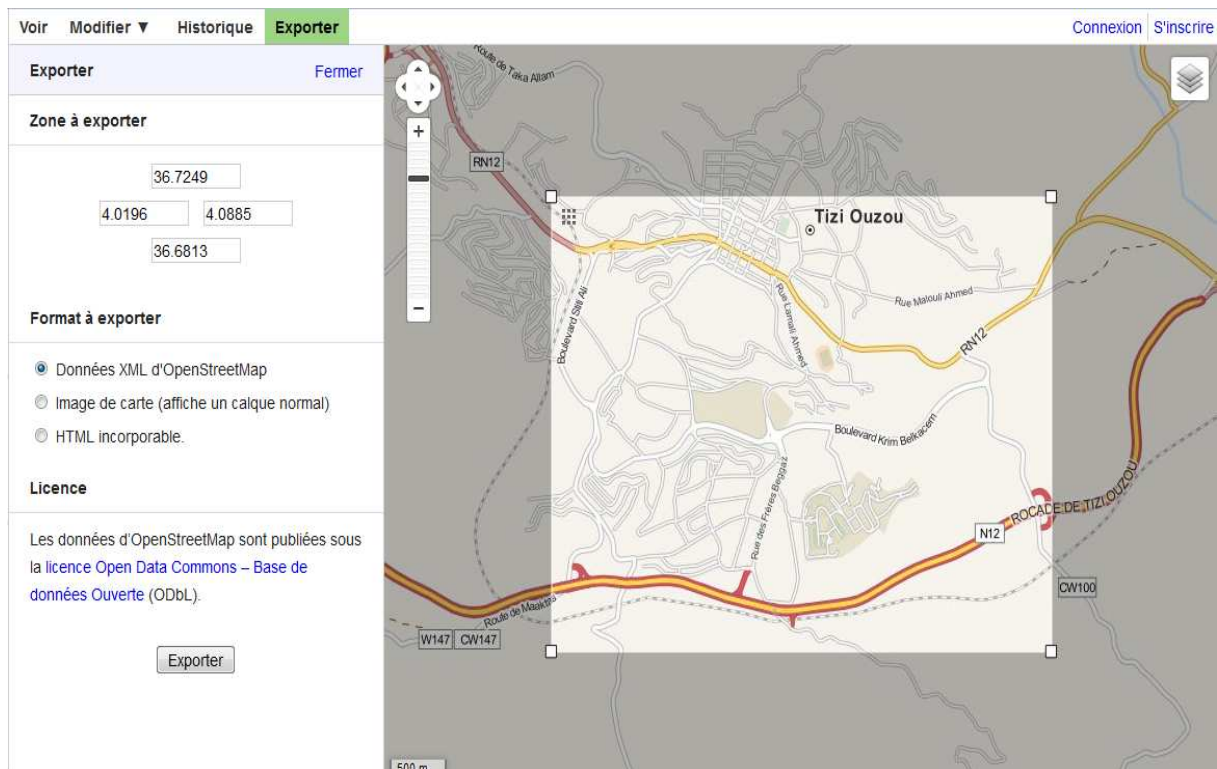 Voir Modifier ▼ Historique Exporter
Connexion S'inscrire
Exporter Fermer
Zone à exporter
36.7249
4.0196 4.0885
36.6813
Format à exporter
Données XML d'OpenStreetMap
Image de carte (affiche un calque normal)
HTML incorporable.
Licence
Les données d'OpenStreetMap sont publiées sous
la licence Open Data Commons – Base de
données Ouverte (ODbL).
Exporter
Route de Taka Allam
RN12
Tizi Ouzou
Rue Malouli Ahmed
Boulevard Stiti Ali
Rue Lamali Ahmed
RN12
Boulevard Krim Belkacem
Rue des Frères Beggaz
ROCADE DE TIZI OUZOU
N12
CW100
Route de Maaktas
W147 CW147
500 m